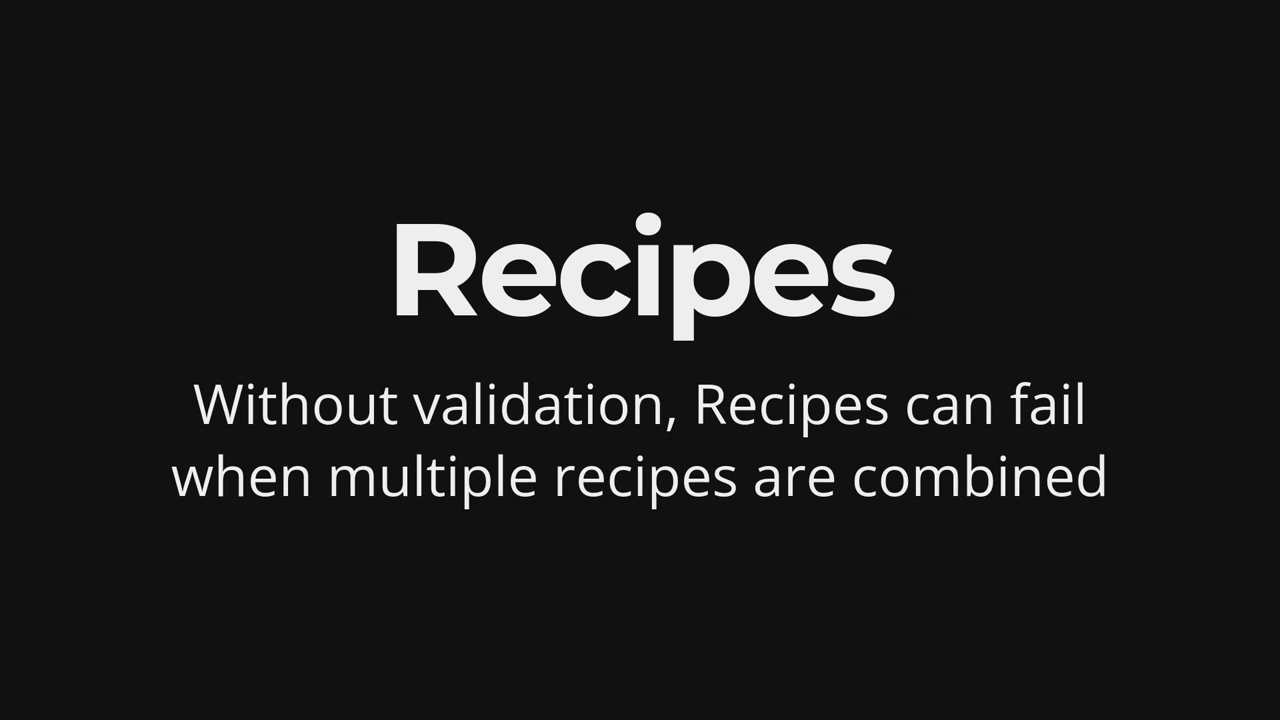 Recipes
Without validation, Recipes can fail
when multiple recipes are combined